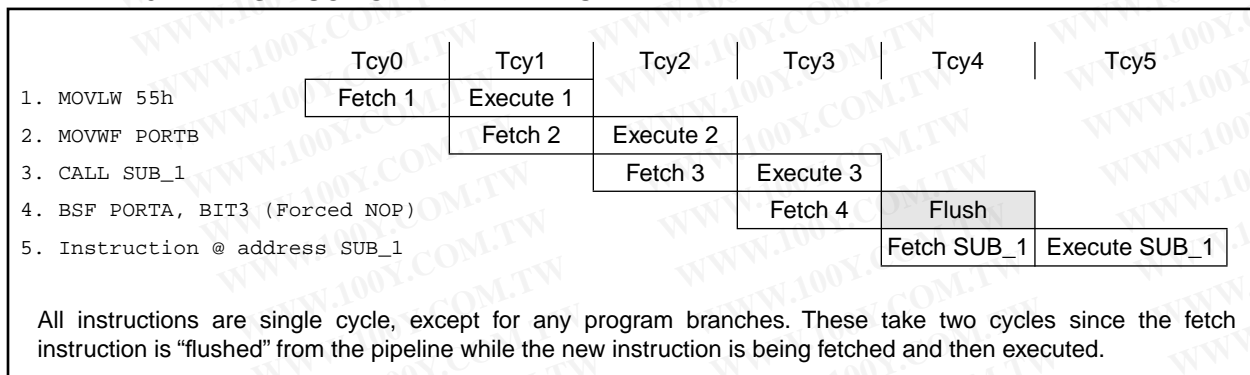 Tcy0 Tcy1 Tcy2 Tcy3 Tcy4 Tcy5
1. MOVLW 55h Fetch 1 Execute 1
2. MOVWF PORTB Fetch 2 Execute 2
3. CALL SUB_1 Fetch 3 Execute 3
4. BSF PORTA, BIT3 (Forced NOP) Fetch 4 Flush
5. Instruction @ address SUB_1 Fetch SUB_1 Execute SUB_1
All instructions are single cycle, except for any program branches. These take two cycles since the fetch
instruction is “flushed” from the pipeline while the new instruction is being fetched and then executed.
WWW.100Y.COM.TW